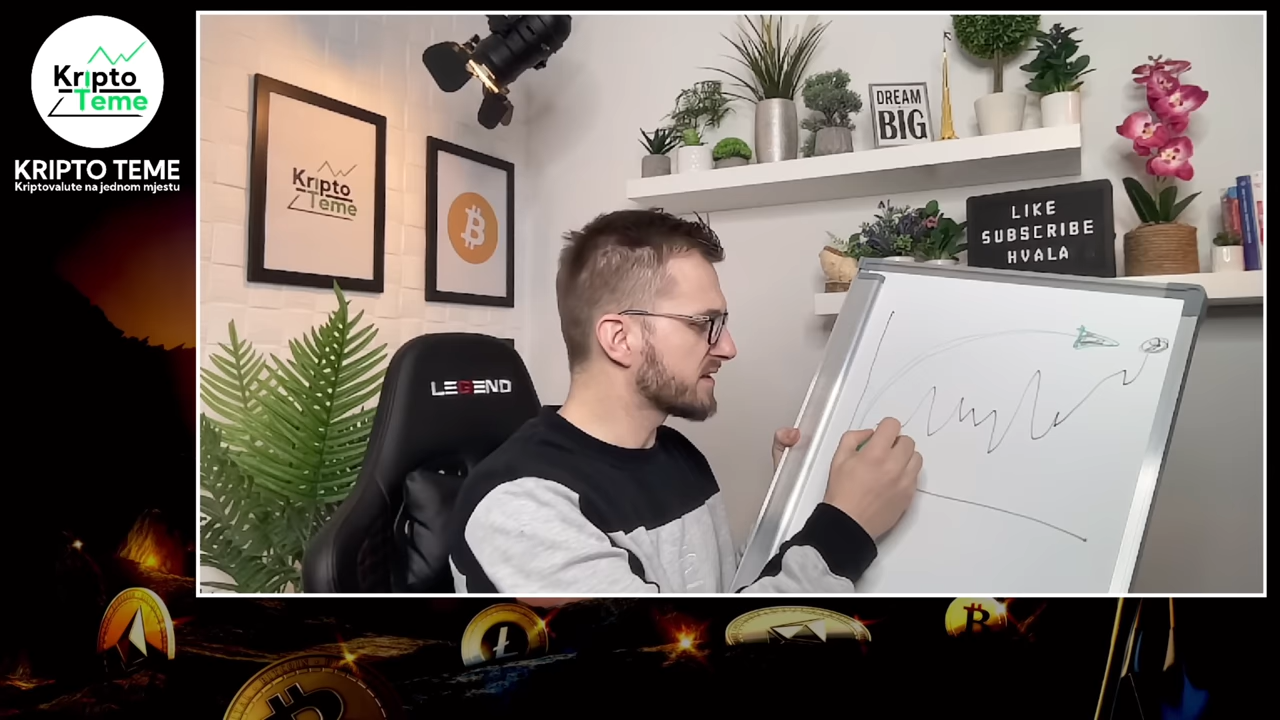 Kripto
Teme
KRIPTO TEME
Kriptovalute na jednom mjestu
Kripto
Teme
DREAM
BIG
LIKE
SUBSCRIBE
HVALA
LEGEND